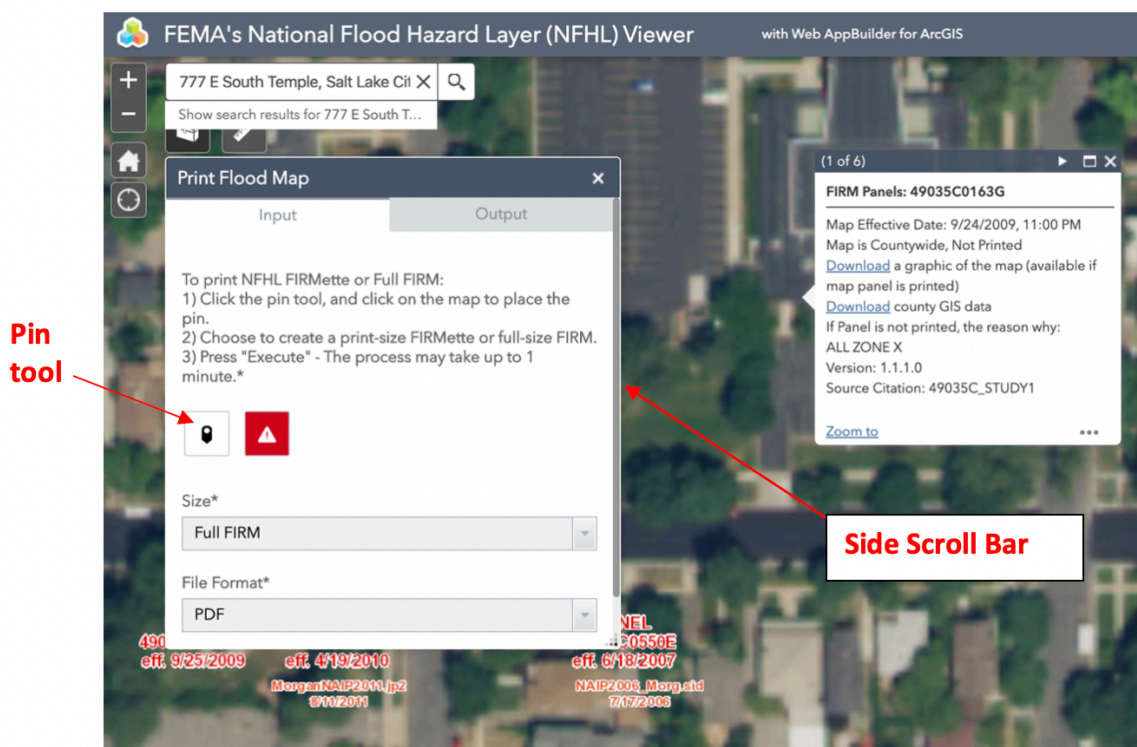 FEMA's National Flood Hazard Layer (NFHL) Viewer
with Web AppBuilder for ArcGIS
777 E South Temple, Salt Lake Cit
Show search results for 777 E South T...
Print Flood Map
Input
Output
To print NFHL FIRMette or Full FIRM:
1) Click the pin tool, and click on the map to place the
pin.
2) Choose to create a print-size FIRMette or full-size FIRM.
3) Press "Execute" - The process may take up to 1
minute.*
Size*
Full FIRM
File Format*
PDF
(1 of 6)
FIRM Panels: 49035C0163G
Map Effective Date: 9/24/2009, 11:00 PM
Map is Countywide, Not Printed
Download a graphic of the map (available if
map panel is printed)
Download county GIS data
If Panel is not printed, the reason why:
ALL ZONE X
Version: 1.1.1.0
Source Citation: 49035C_STUDY1
Zoom to
Pin
tool
Side Scroll Bar
NEL
490
C0550E
eff. 9/25/2009
eff. 4/19/2010
eff. 6/18/2007
MorganNAIP2011.jp2
8/11/2011
NAIP2006_Morg.sid
7/17/2006